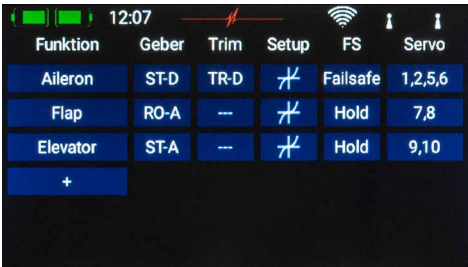 12:07
Funktion Geber Trim Setup FS Servo
Aileron ST-D TR-D Failsafe 1,2,5,6
Flap RO-A --- Hold 7,8
Elevator ST-A --- Hold 9,10
+